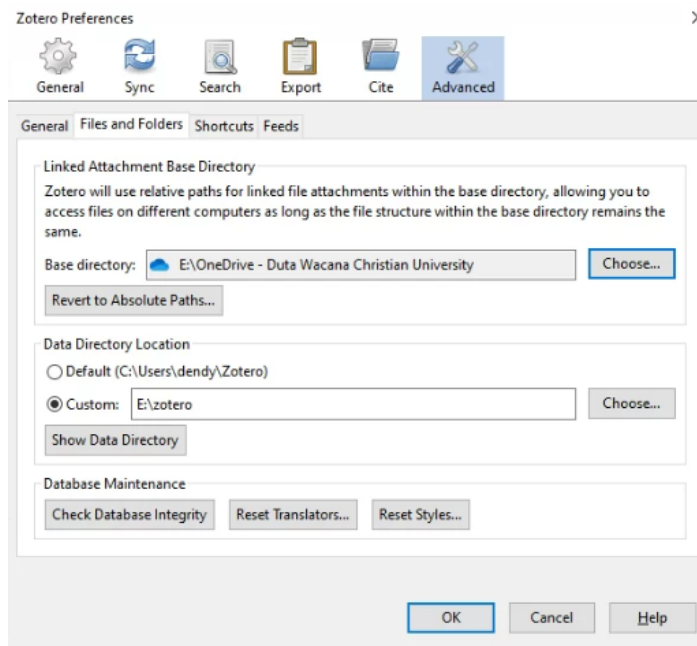 Zotero Preferences
General Sync Search Export Cite Advanced
General Files and Folders Shortcuts Feeds
Linked Attachment Base Directory
Zotero will use relative paths for linked file attachments within the base directory, allowing you to
access files on different computers as long as the file structure within the base directory remains the
same.
Base directory: E:\OneDrive - Duta Wacana Christian University Choose...
Revert to Absolute Paths...
Data Directory Location
Default (C:\Users\dendy\Zotero)
Custom: E:\zotero Choose...
Show Data Directory
Database Maintenance
Check Database Integrity Reset Translators... Reset Styles...
OK Cancel Help